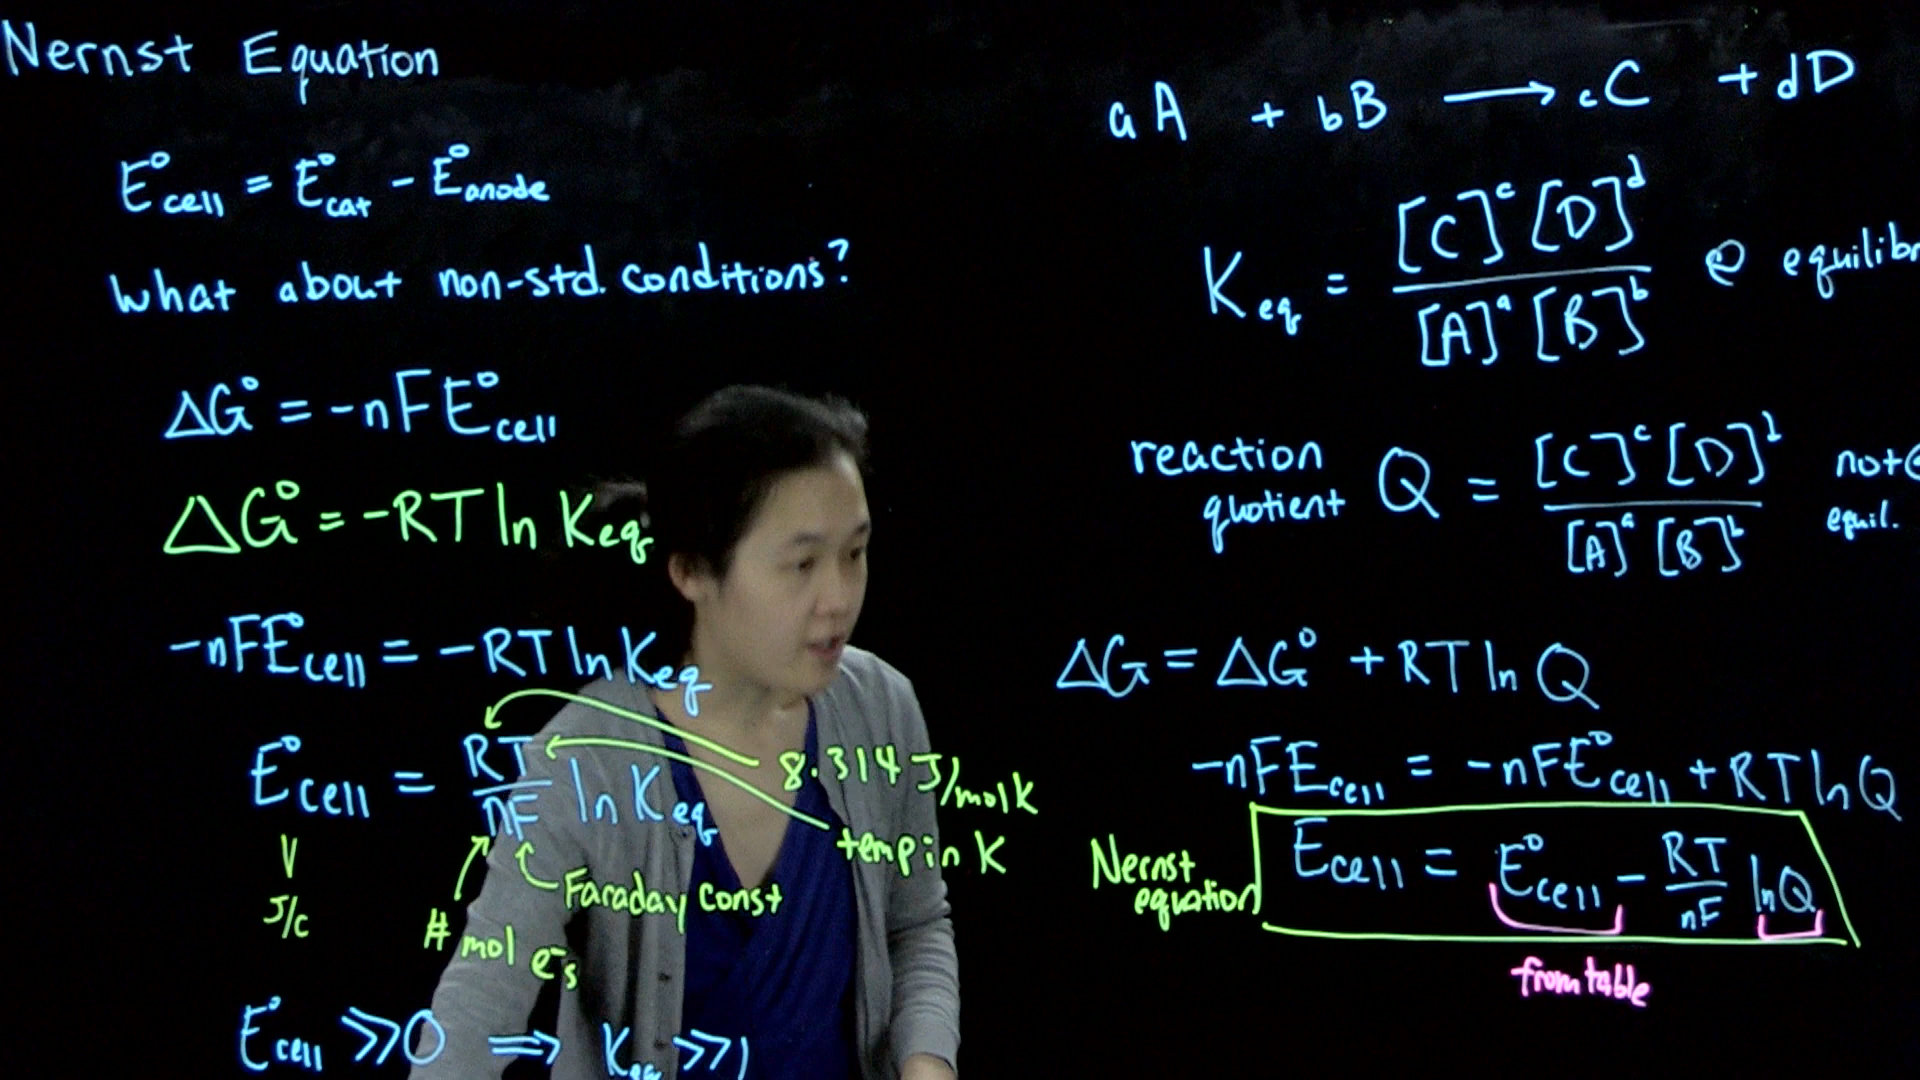 Nernst Equation
E°cell = E°cat - E°anode
What about non-std. conditions?
ΔG° = -nFE°cell
ΔG° = -RT ln Keq
-nFE°cell = -RT ln Keq
E°cell = RT/nF ln Keq
8.314 J/molK
temp in K
V
J/C
Faraday const
# mol e-s
E°cell >> 0 ⇒ Keq >> 1
aA + bB → cC + dD
Keq = [C]^c [D]^d / [A]^a [B]^b @ equilibr
reaction quotient Q = [C]^c [D]^d / [A]^a [B]^b not @ equil.
ΔG = ΔG° + RT ln Q
-nFEcell = -nFE°cell + RT ln Q
Nernst equation Ecell = E°cell - RT/nF lnQ
from table